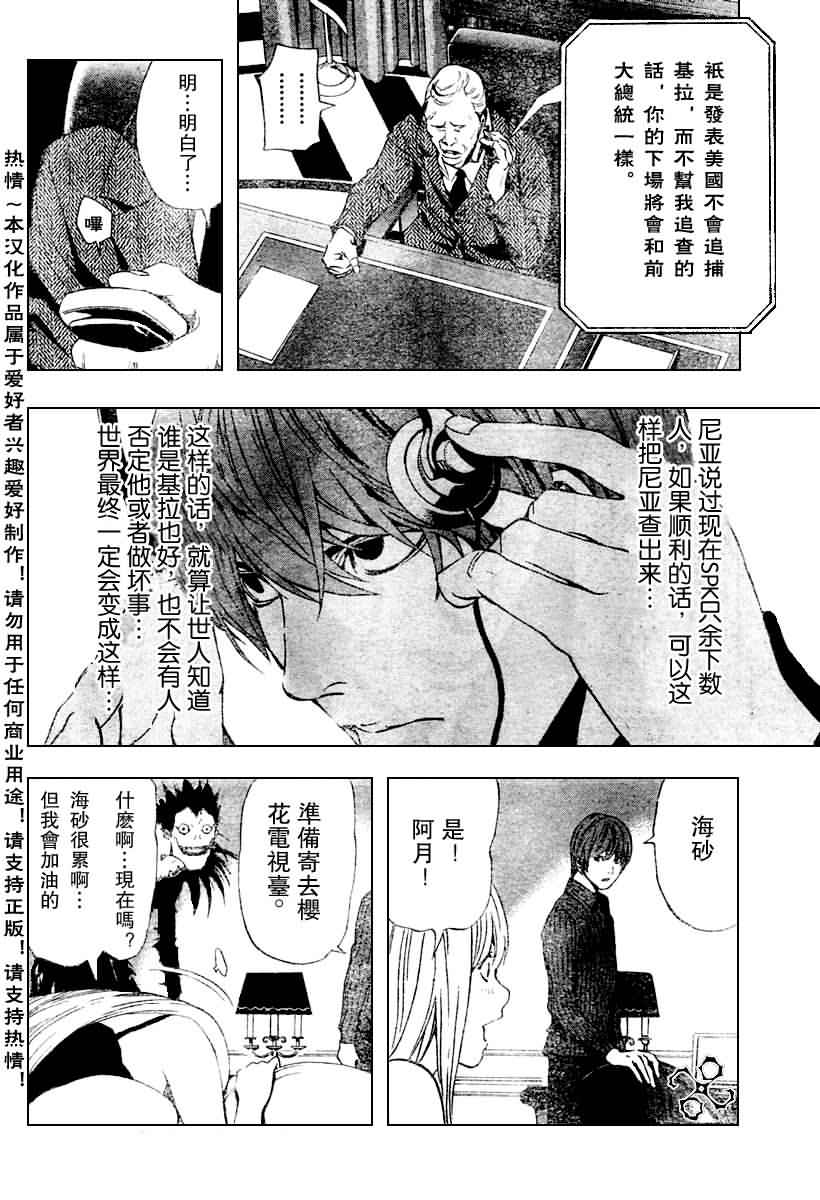 祗是發表美國不會追捕
基拉，而不幫我追查的
話，你的下場將會和前
大總統一樣。
………
………
明…明白了…
嗶
尼亚说过现在SPK只余下数
人，如果顺利的话，可以这
样把尼亚查出来…
这样的话，就算让世人知道
谁是基拉也好，也不会有人
否定他或者做坏事…
世界最终一定会变成这样…
海砂
是！
阿月！
準備寄去櫻
花電視臺。
什麽啊…現在嗎？
海砂很累啊…
但我會加油的
热情～本汉化作品属于爱好者兴趣爱好制作！请勿用于任何商业用途！请支持正版！请支持热情！